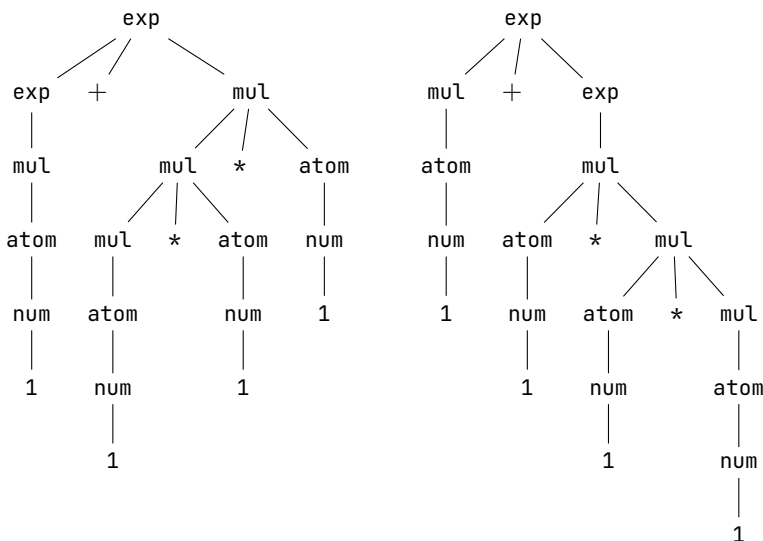 exp exp
exp + mul mul + exp
mul mul * atom atom mul
atom mul * atom num num atom * mul
num atom num 1 1 num atom * mul
1 num 1 1 num atom
1 1 num
1